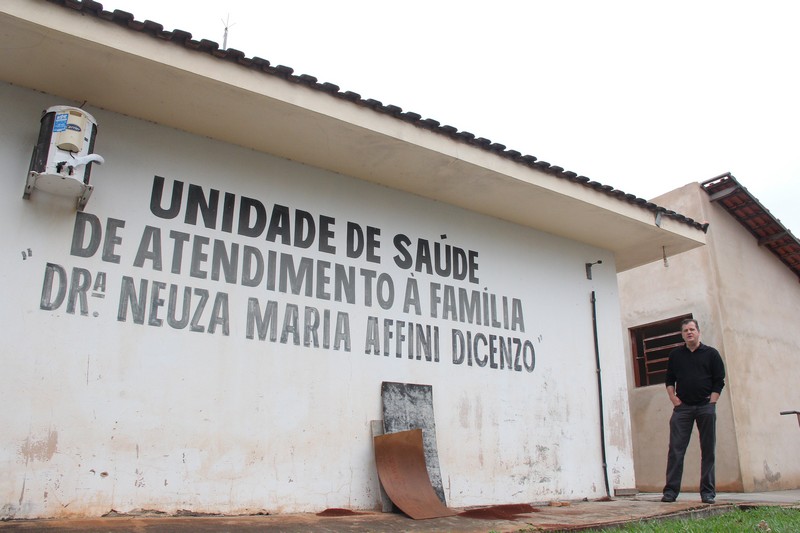 UNIDADE DE SAÚDE
DE ATENDIMENTO À FAMÍLIA
"DRª. NEUZA MARIA AFFINI DICENZO"